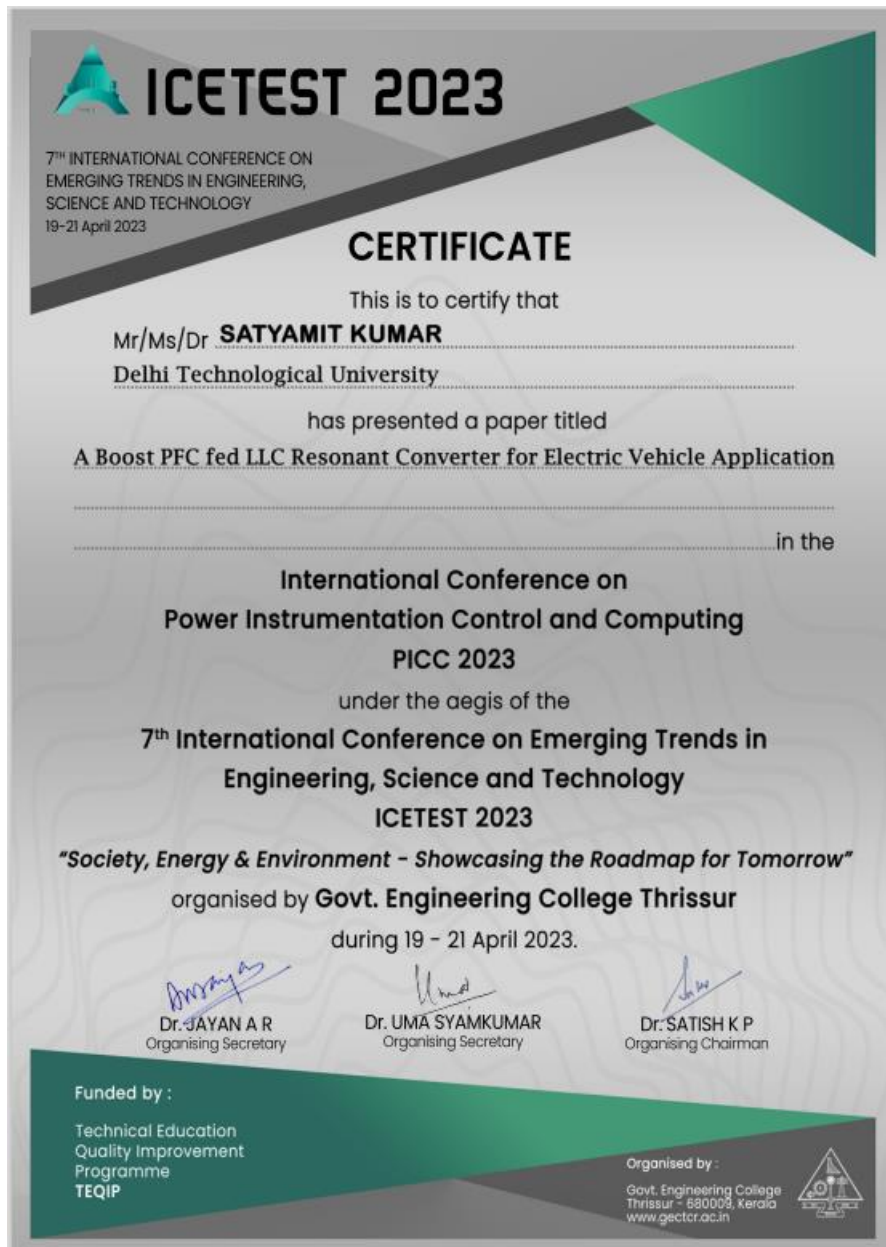 ICETEST 2023
7TH INTERNATIONAL CONFERENCE ON
EMERGING TRENDS IN ENGINEERING,
SCIENCE AND TECHNOLOGY
19-21 April 2023
CERTIFICATE
This is to certify that
Mr/Ms/Dr SATYAMIT KUMAR
Delhi Technological University
has presented a paper titled
A Boost PFC fed LLC Resonant Converter for Electric Vehicle Application
in the
International Conference on
Power Instrumentation Control and Computing
PICC 2023
under the aegis of the
7th International Conference on Emerging Trends in
Engineering, Science and Technology
ICETEST 2023
"Society, Energy & Environment - Showcasing the Roadmap for Tomorrow"
organised by Govt. Engineering College Thrissur
during 19 - 21 April 2023.
Dr. JAYAN A R
Organising Secretary
Dr. UMA SYAMKUMAR
Organising Secretary
Dr. SATISH K P
Organising Chairman
Funded by :
Technical Education
Quality Improvement
Programme
TEQIP
Organised by :
Govt. Engineering College
Thrissur - 680009, Kerala
www.gectcr.ac.in